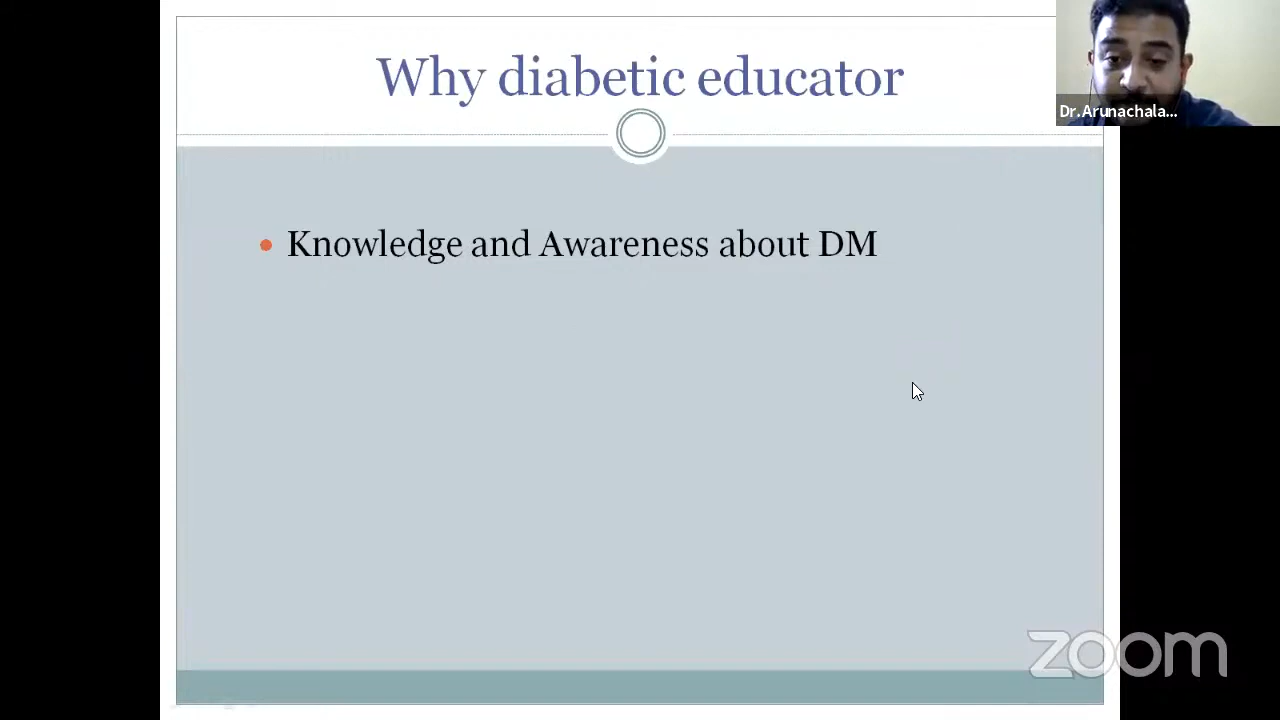 Why diabetic educator
Dr.Arunachala...
• Knowledge and Awareness about DM
zoom